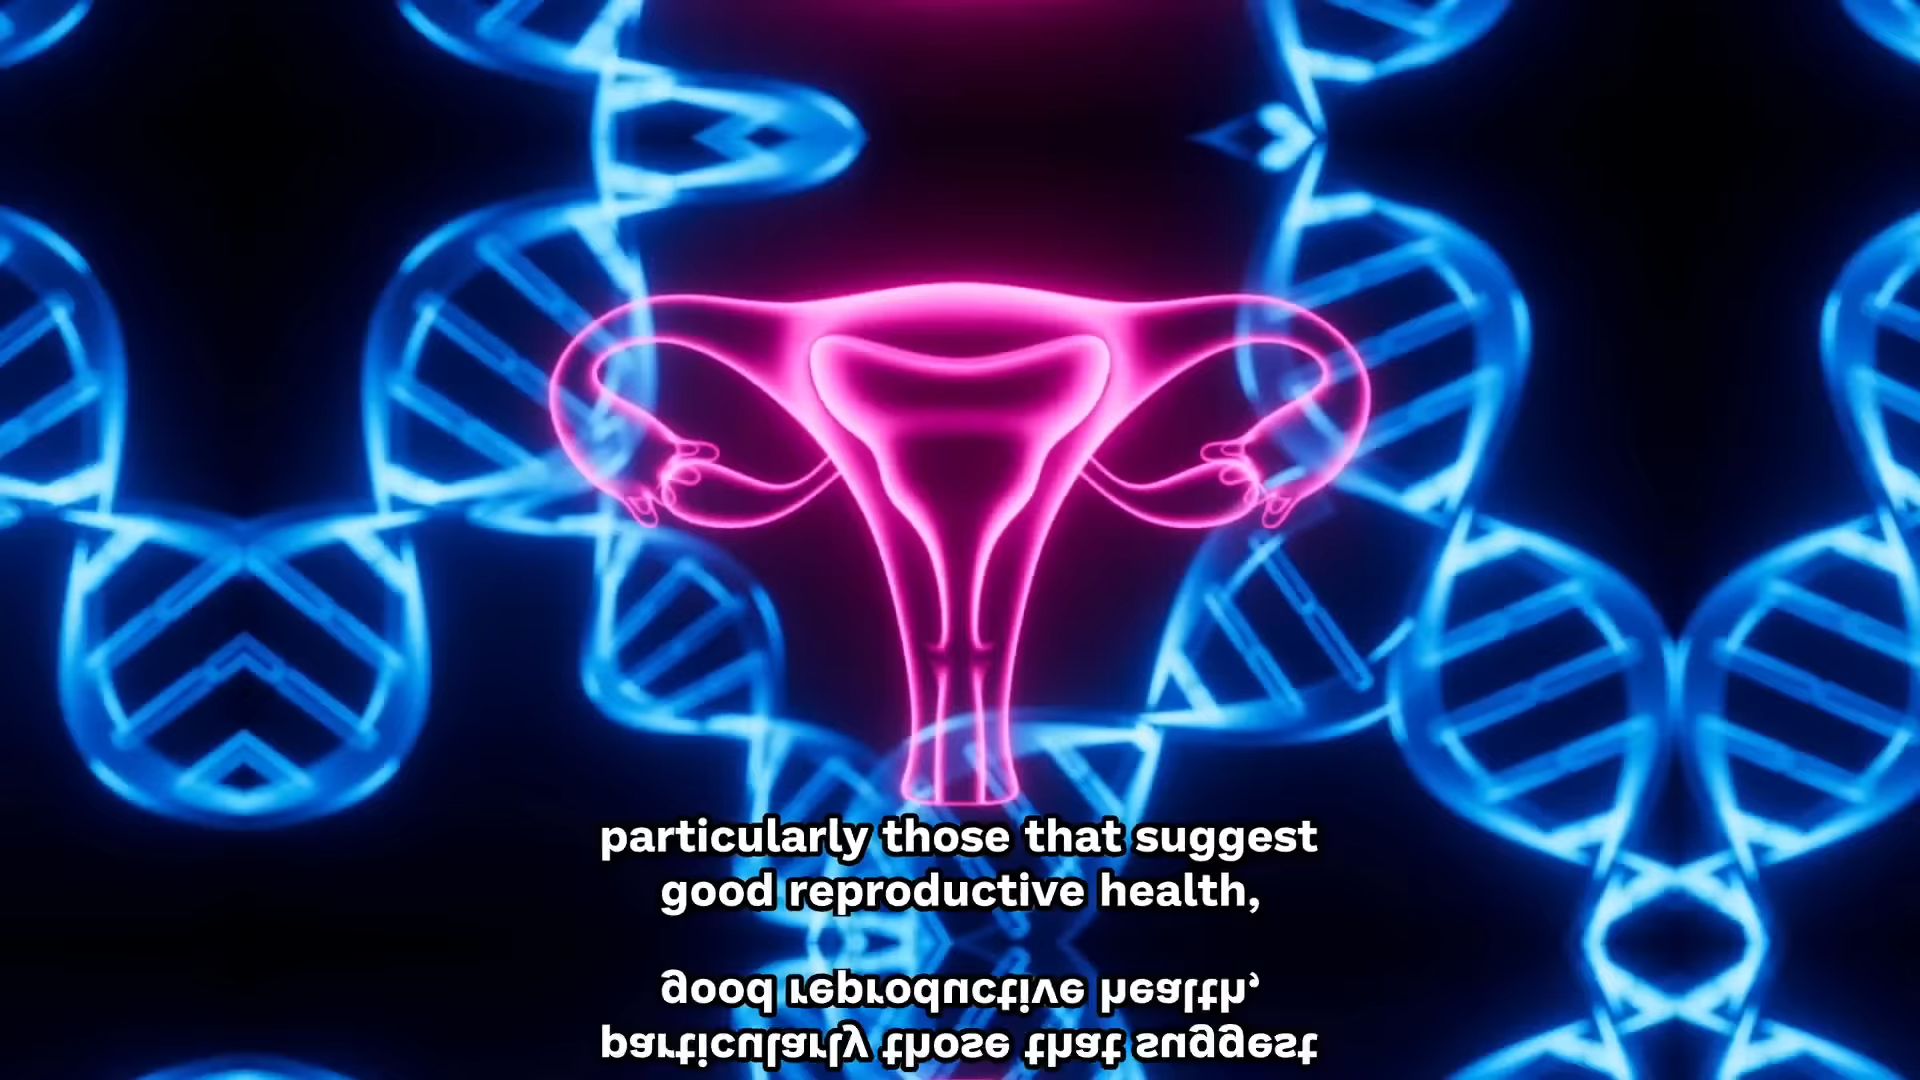 particularly those that suggest
good reproductive health,
good reproductive health,
particularly those that suggest